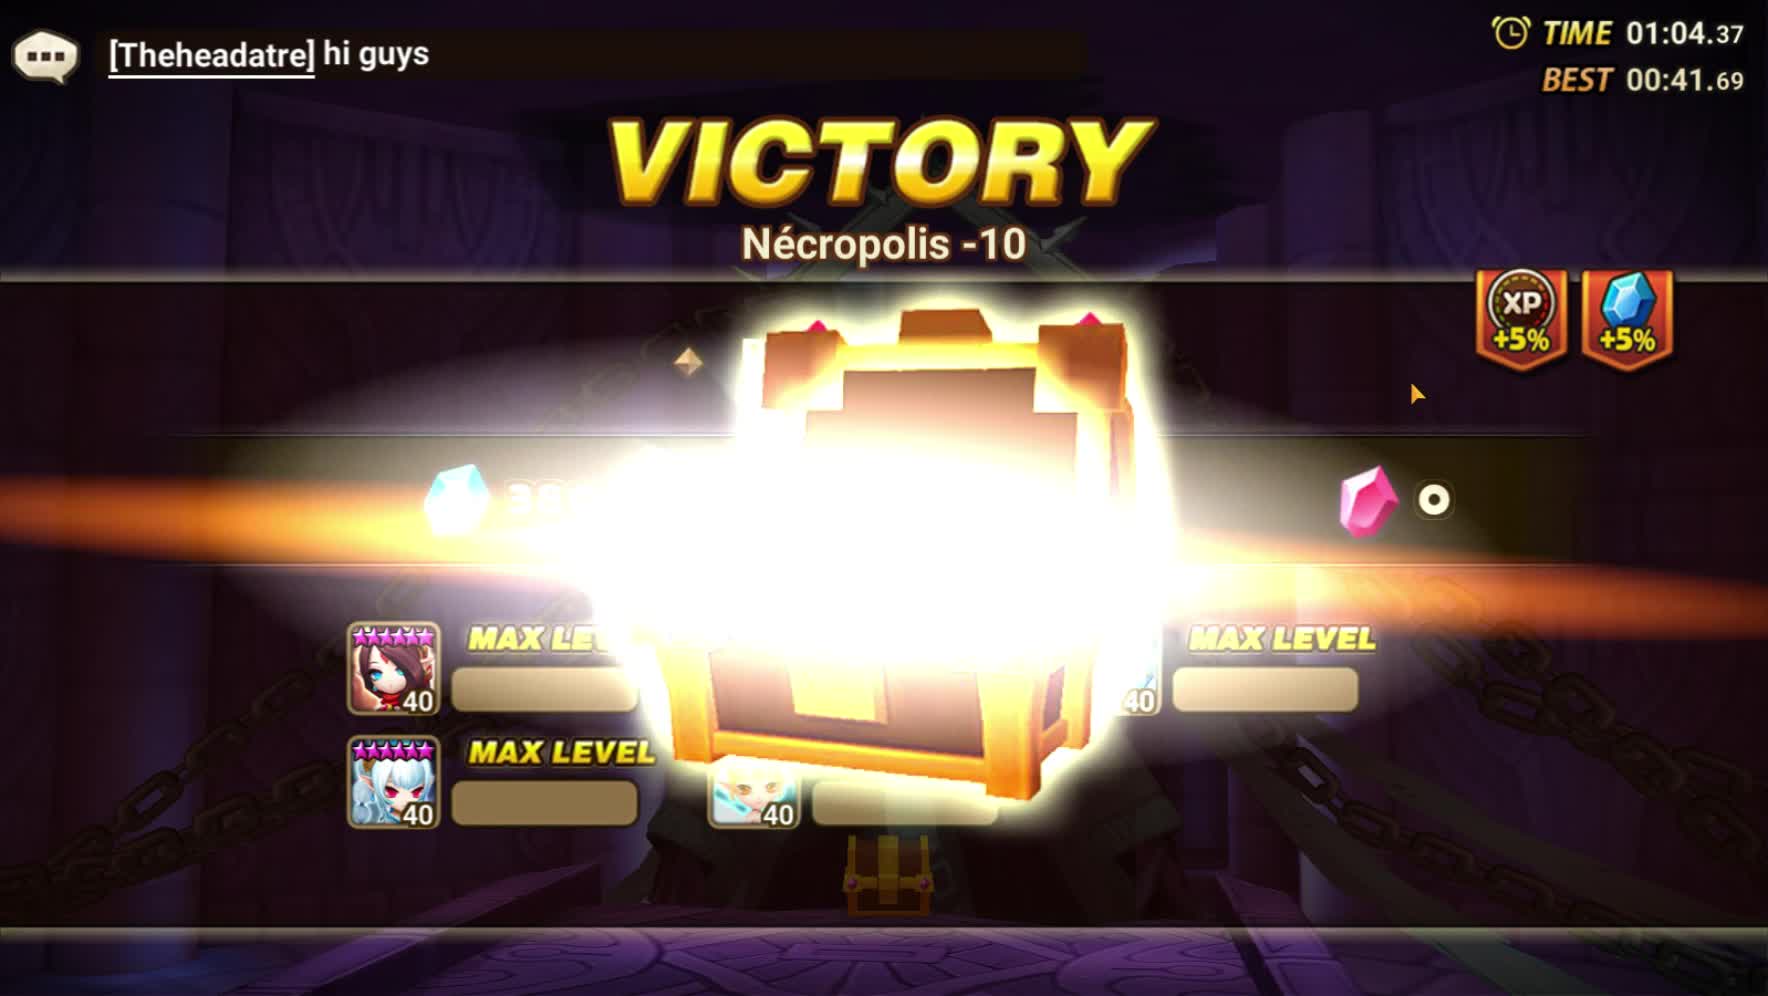 [Theheadatre] hi guys
TIME 01:04.37
BEST 00:41.69
VICTORY
Nécropolis -10
XP
+5%
+5%
0
MAX LEVEL
40
40
MAX LEVEL
40
40